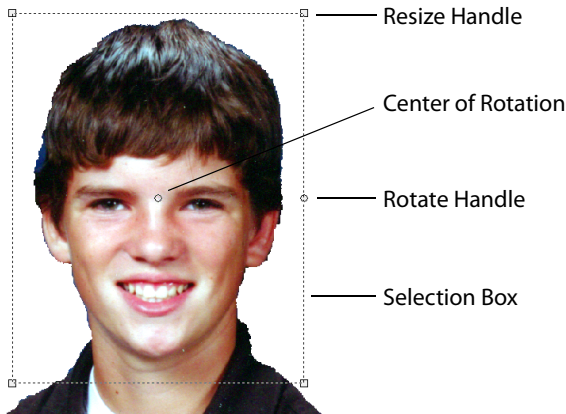 Resize Handle
Center of Rotation
Rotate Handle
Selection Box